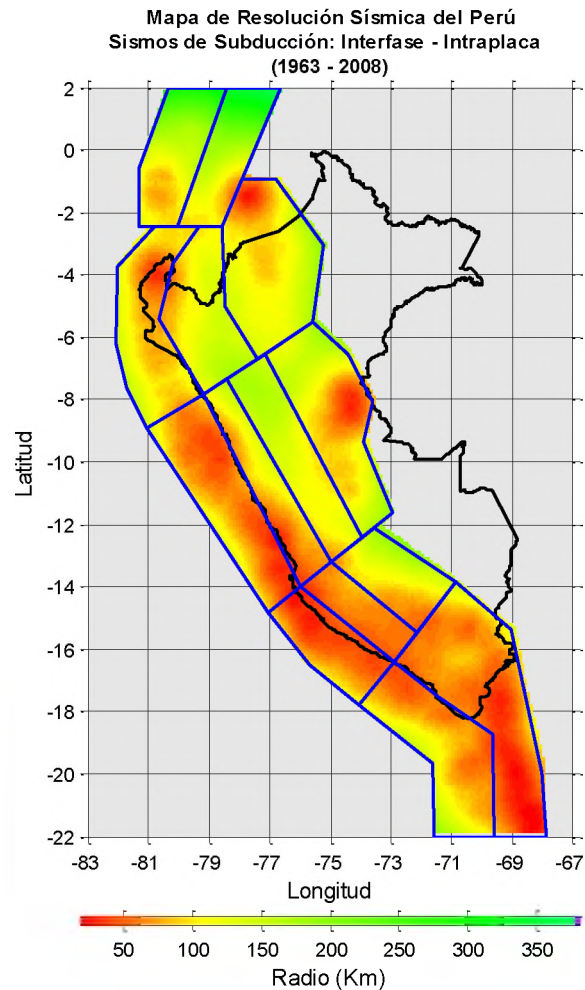 Mapa de Resolución Sísmica del Perú
Sismos de Subducción: Interfase - Intraplaca
(1963 - 2008)
2
0
-2
-4
-6
-8
-10
-12
-14
-16
-18
-20
-22
Latitud
-83 -81 -79 -77 -75 -73 -71 -69 -67
Longitud
50 100 150 200 250 300 350
Radio (Km)